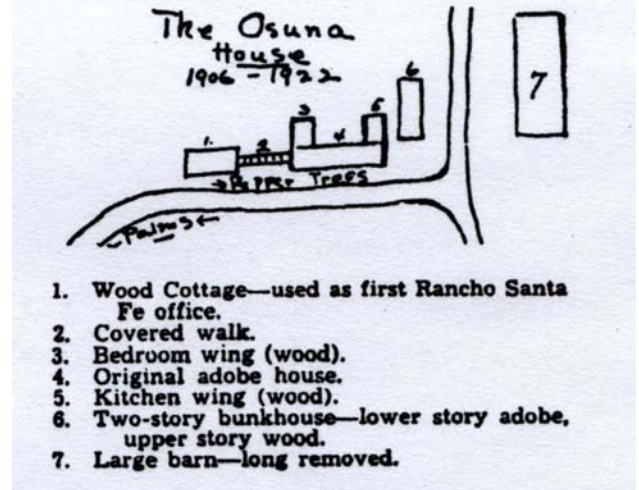 The Osuna
House
1906 - 1922
6
7
3
5
1.
2
4
→ Pepper Trees
Palms ←
1. Wood Cottage—used as first Rancho Santa
Fe office.
2. Covered walk.
3. Bedroom wing (wood).
4. Original adobe house.
5. Kitchen wing (wood).
6. Two-story bunkhouse—lower story adobe,
upper story wood.
7. Large barn—long removed.